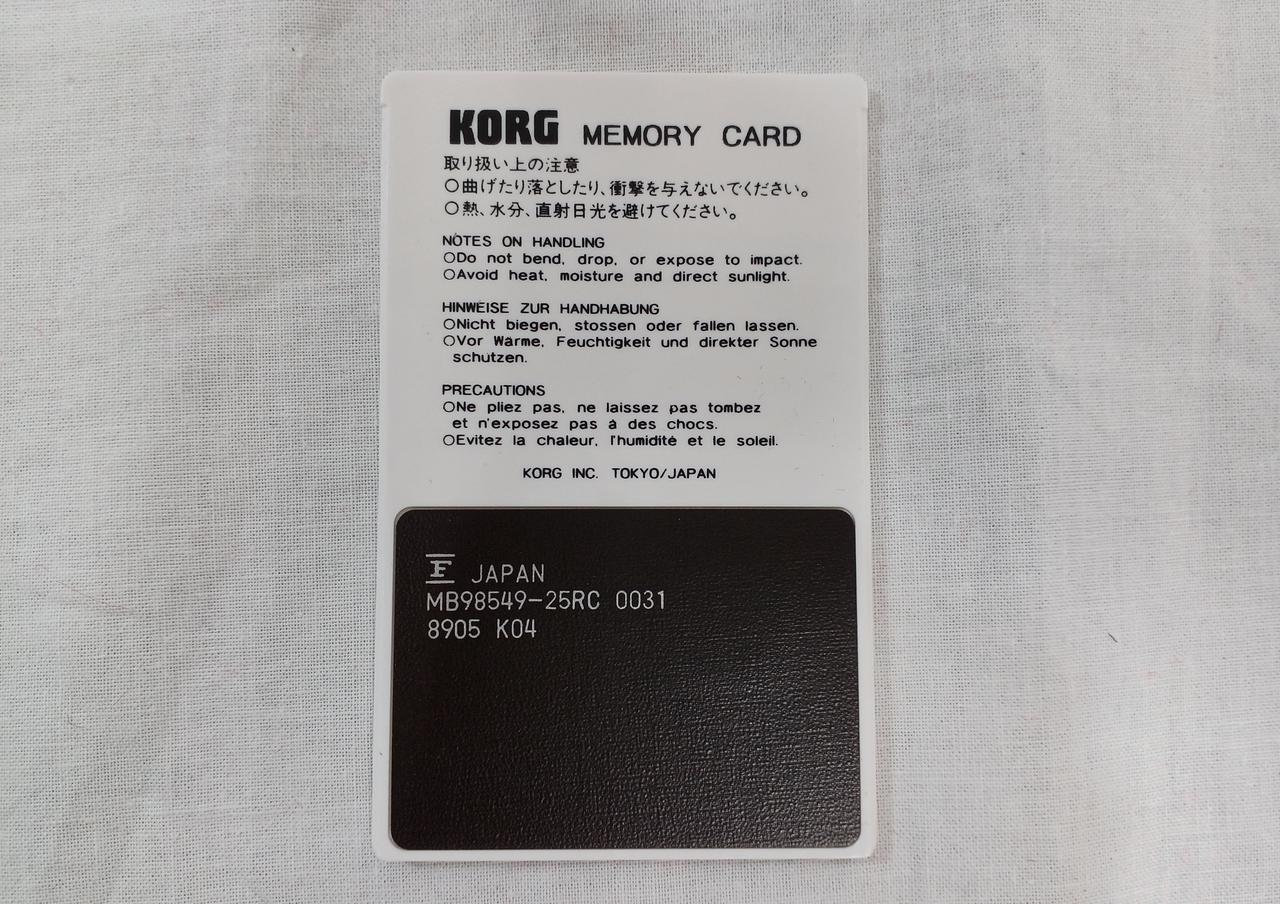 KORG MEMORY CARD
取り扱い上の注意
○曲げたり落としたり、衝撃を与えないでください。
○熱、水分、直射日光を避けてください。
NOTES ON HANDLING
○Do not bend, drop, or expose to impact.
○Avoid heat, moisture and direct sunlight.
HINWEISE ZUR HANDHABUNG
○Nicht biegen, stossen oder fallen lassen.
○Vor Wärme, Feuchtigkeit und direkter Sonne
schutzen.
PRECAUTIONS
○Ne pliez pas, ne laissez pas tombez
et n'exposez pas à des chocs.
○Evitez la chaleur, l'humidité et le soleil.
KORG INC. TOKYO/JAPAN
F JAPAN
MB98549-25RC 0031
8905 K04